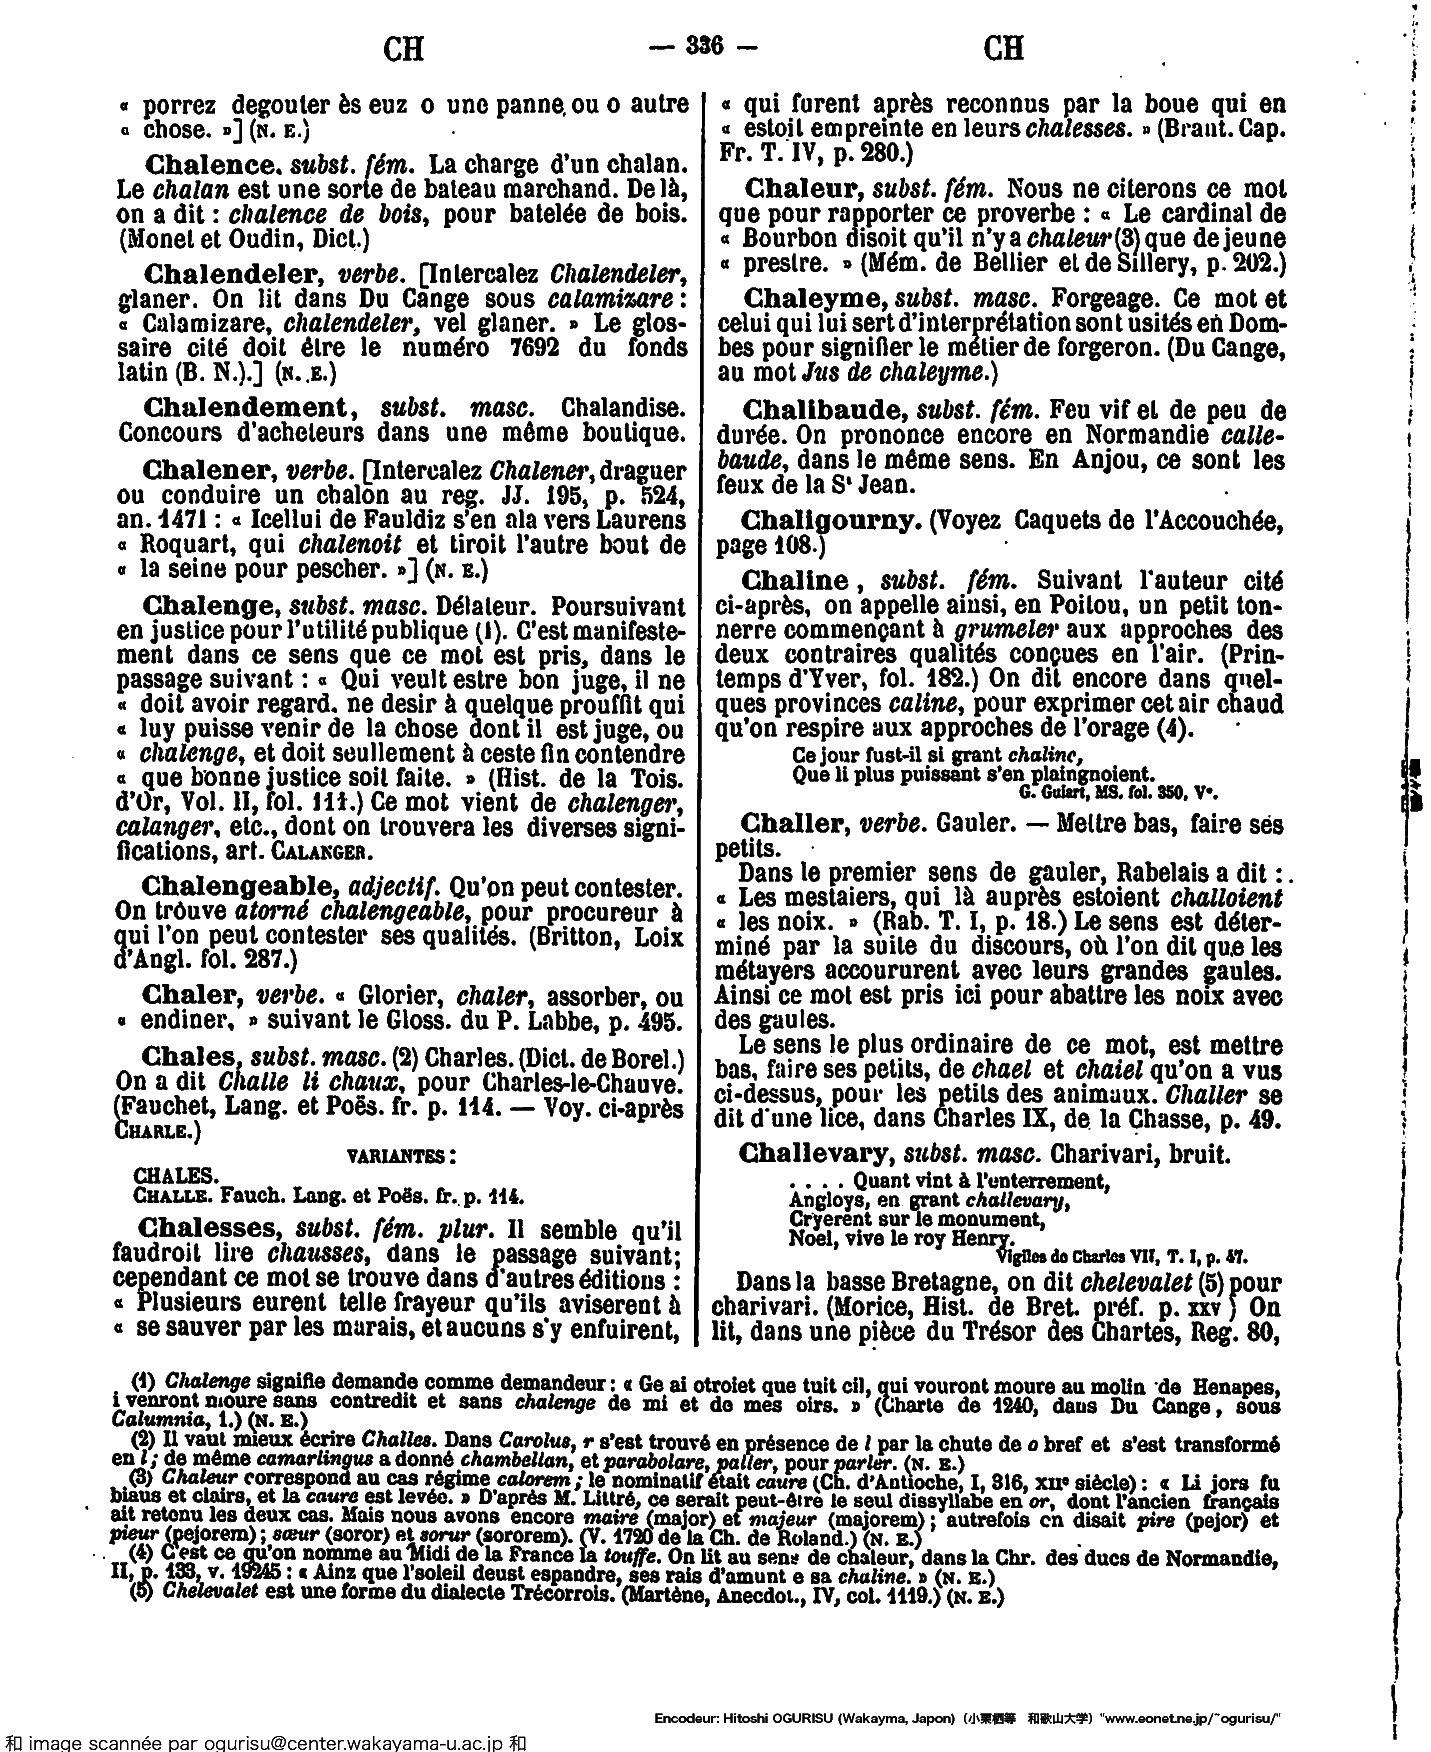 CH — 336 — CH
« porrez degouter ès euz o une panne ou o autre
« chose. »] (N. E.)
Chalence, subst. fém. La charge d'un chalan.
Le chalan est une sorte de bateau marchand. De là,
on a dit : chalence de bois, pour batelée de bois.
(Monet et Oudin, Dict.)
Chalendeler, verbe. [Intercalez Chalendeler,
glaner. On lit dans Du Cange sous calamizare :
« Calamizare, chalendeler, vel glaner. » Le glos-
saire cité doit être le numéro 7692 du fonds
latin (B. N.).] (N. E.)
Chalendement, subst. masc. Chalandise.
Concours d'acheteurs dans une même boutique.
Chalener, verbe. [Intercalez Chalener, draguer
ou conduire un chalon au reg. JJ. 195, p. 524,
an. 1471 : « Icellui de Fauldiz s'en ala vers Laurens
« Roquart, qui chalenoit et tiroit l'autre bout de
« la seine pour pescher. »] (N. E.)
Chalenge, subst. masc. Délateur. Poursuivant
en justice pour l'utilité publique (1). C'est manifeste-
ment dans ce sens que ce mot est pris, dans le
passage suivant : « Qui veult estre bon juge, il ne
« doit avoir regard. ne desir à quelque prouffit qui
« luy puisse venir de la chose dont il est juge, ou
« chalenge, et doit seullement à ceste fin contendre
« que bonne justice soit faite. » (Hist. de la Tois.
d'Or, Vol. II, fol. 111.) Ce mot vient de chalenger,
calanger, etc., dont on trouvera les diverses signi-
fications, art. CALANGER.
Chalengeable, adjectif. Qu'on peut contester.
On trouve atorné chalengeable, pour procureur à
qui l'on peut contester ses qualités. (Britton, Loix
d'Angl. fol. 287.)
Chaler, verbe. « Glorier, chaler, assorber, ou
« endiner, » suivant le Gloss. du P. Labbe, p. 495.
Chales, subst. masc. (2) Charles. (Dict. de Borel.)
On a dit Challe li chaux, pour Charles-le-Chauve.
(Fauchet, Lang. et Poës. fr. p. 114. — Voy. ci-après
CHARLE.)
VARIANTES :
CHALES.
CHALLE. Fauch. Lang. et Poës. fr. p. 114.
Chalesses, subst. fém. plur. Il semble qu'il
faudroit lire chausses, dans le passage suivant;
cependant ce mot se trouve dans d'autres éditions :
« Plusieurs eurent telle frayeur qu'ils aviserent à
« se sauver par les marais, et aucuns s'y enfuirent,
« qui furent après reconnus par la boue qui en
« estoit empreinte en leurs chalesses. » (Brant. Cap.
Fr. T. IV, p. 280.)
Chaleur, subst. fém. Nous ne citerons ce mot
que pour rapporter ce proverbe : « Le cardinal de
« Bourbon disoit qu'il n'y a chaleur (3) que de jeune
« prestre. » (Mém. de Bellier et de Sillery, p. 202.)
Chaleyme, subst. masc. Forgeage. Ce mot et
celui qui lui sert d'interprétation sont usités en Dom-
bes pour signifier le métier de forgeron. (Du Cange,
au mot Jus de chaleyme.)
Chalibaude, subst. fém. Feu vif et de peu de
durée. On prononce encore en Normandie calle-
baude, dans le même sens. En Anjou, ce sont les
feux de la St Jean.
Chaligourny. (Voyez Caquets de l'Accouchée,
page 108.)
Chaline, subst. fém. Suivant l'auteur cité
ci-après, on appelle ainsi, en Poitou, un petit ton-
nerre commençant à grumeler aux approches des
deux contraires qualités conçues en l'air. (Prin-
temps d'Yver, fol. 182.) On dit encore dans quel-
ques provinces caline, pour exprimer cet air chaud
qu'on respire aux approches de l'orage (4).
Ce jour fust-il si grant chaline,
Que li plus puissant s'en plaingnoient.
G. Guiart, MS. fol. 350, V°.
Challer, verbe. Gauler. — Mettre bas, faire ses
petits.
Dans le premier sens de gauler, Rabelais a dit :
« Les mestaiers, qui là auprès estoient challoient
« les noix. » (Rab. T. I, p. 18.) Le sens est déter-
miné par la suite du discours, où l'on dit que les
métayers accoururent avec leurs grandes gaules.
Ainsi ce mot est pris ici pour abattre les noix avec
des gaules.
Le sens le plus ordinaire de ce mot, est mettre
bas, faire ses petits, de chael et chaiel qu'on a vus
ci-dessus, pour les petits des animaux. Challer se
dit d'une lice, dans Charles IX, de la Chasse, p. 49.
Challevary, subst. masc. Charivari, bruit.
. . . . Quant vint à l'enterrement,
Angloys, en grant challevary,
Cryerent sur le monument,
Noel, vive le roy Henry.
Vigiles de Charles VII, T. I, p. 47.
Dans la basse Bretagne, on dit chelevalet (5) pour
charivari. (Morice, Hist. de Bret. préf. p. xxv) On
lit, dans une pièce du Trésor des Chartes, Reg. 80,
(1) Chalenge signifie demande comme demandeur : « Ge ai otroiet que tuit cil, qui vouront moure au molin de Henapes,
i venront moure sans contredit et sans chalenge de mi et de mes oirs. » (Charte de 1240, dans Du Cange, sous
Calumnia, 1.) (N. E.)
(2) Il vaut mieux écrire Challes. Dans Carolus, r s'est trouvé en présence de l par la chute de o bref et s'est transformé
en l; de même camarlingus a donné chambellan, et parabolare, paller, pour parler. (N. E.)
(3) Chaleur correspond au cas régime calorem ; le nominatif était caure (Ch. d'Antioche, I, 316, XIIe siècle) : « Li jors fu
biaus et clairs, et la caure est levée. » D'après M. Littré, ce serait peut-être le seul dissyllabe en or, dont l'ancien français
ait retenu les deux cas. Mais nous avons encore maire (major) et majeur (majorem) ; autrefois on disait pire (pejor) et
pieur (pejorem) ; sœur (soror) et sorur (sororem). (V. 1720 de la Ch. de Roland.) (N. E.)
(4) C'est ce qu'on nomme au Midi de la France la touffe. On lit au sens de chaleur, dans la Chr. des ducs de Normandie,
II, p. 133, v. 19245 : « Ainz que l'soleil deust espandre, ses rais d'amunt e sa chaline. » (N. E.)
(5) Chelevalet est une forme du dialecte Trécorrois. (Martène, Anecdot., IV, col. 1119.) (N. E.)
Encodeur: Hitoshi OGURISU (Wakayma, Japon) (小栗栖等 和歌山大学) "www.eonet.ne.jp/~ogurisu/"
和 image scannée par ogurisu@center.wakayama-u.ac.jp 和